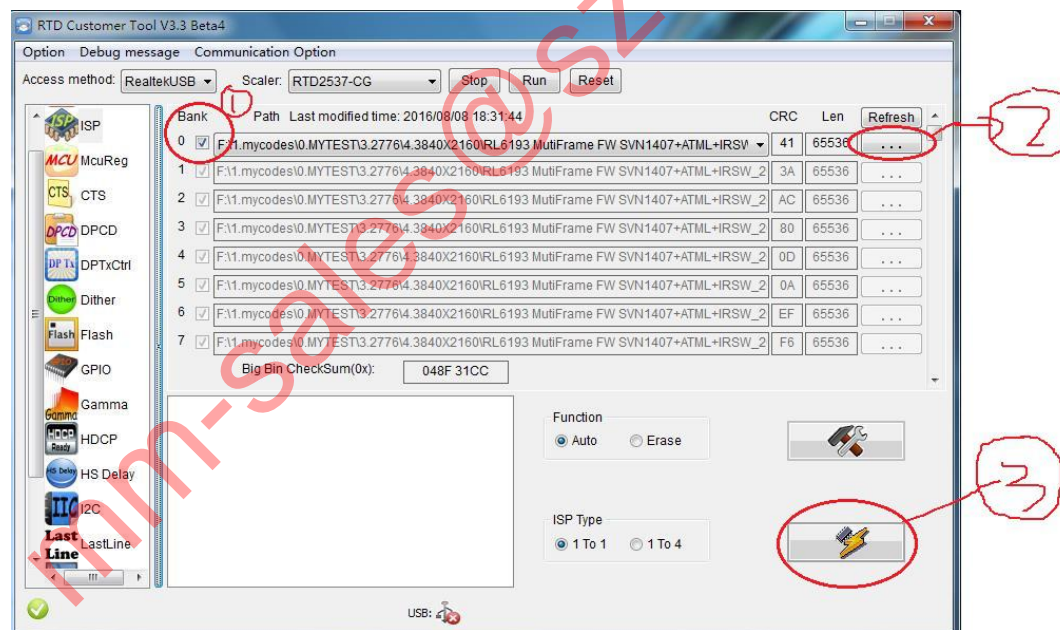 RTD Customer Tool V3.3 Beta4
Option Debug message Communication Option
Access method: RealtekUSB Scaler: RTD2537-CG Stop Run Reset
ISP
McuReg
CTS
DPCD
DPTxCtrl
Dither
Flash
GPIO
Gamma
HDCP
HS Delay
I2C
LastLine
Bank Path Last modified time: 2016/08/08 18:31:44 CRC Len Refresh
0 F:\1.mycodes\0.MYTEST\3.2776\4.3840X2160\RL6193 MutiFrame FW SVN1407+ATML+IRSW 41 65536 ...
1 F:\1.mycodes\0.MYTEST\3.2776\4.3840X2160\RL6193 MutiFrame FW SVN1407+ATML+IRSW_2 3A 65536 ...
2 F:\1.mycodes\0.MYTEST\3.2776\4.3840X2160\RL6193 MutiFrame FW SVN1407+ATML+IRSW_2 AC 65536 ...
3 F:\1.mycodes\0.MYTEST\3.2776\4.3840X2160\RL6193 MutiFrame FW SVN1407+ATML+IRSW_2 80 65536 ...
4 F:\1.mycodes\0.MYTEST\3.2776\4.3840X2160\RL6193 MutiFrame FW SVN1407+ATML+IRSW_2 0D 65536 ...
5 F:\1.mycodes\0.MYTEST\3.2776\4.3840X2160\RL6193 MutiFrame FW SVN1407+ATML+IRSW_2 0A 65536 ...
6 F:\1.mycodes\0.MYTEST\3.2776\4.3840X2160\RL6193 MutiFrame FW SVN1407+ATML+IRSW_2 EF 65536 ...
7 F:\1.mycodes\0.MYTEST\3.2776\4.3840X2160\RL6193 MutiFrame FW SVN1407+ATML+IRSW_2 F6 65536 ...
Big Bin CheckSum(0x): 048F 31CC
Function
Auto Erase
ISP Type
1 To 1 1 To 4
USB:
1
2
3
mm-sales@sz